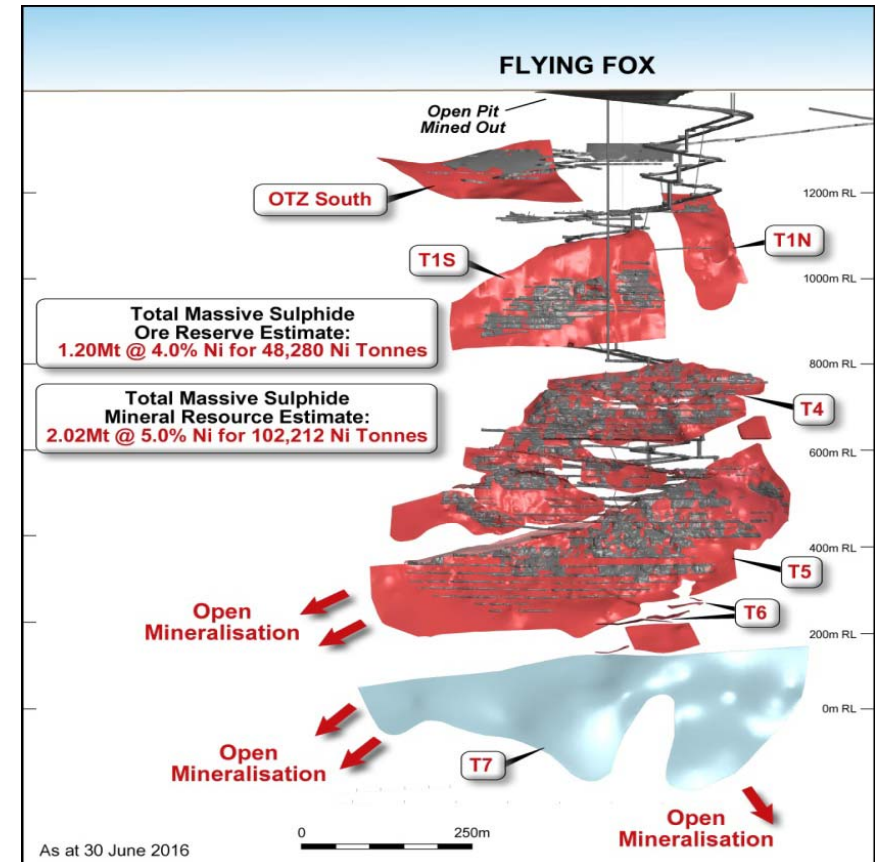 FLYING FOX
Open Pit
Mined Out
OTZ South
1200m RL
T1N
T1S
1000m RL
Total Massive Sulphide
Ore Reserve Estimate:
1.20Mt @ 4.0% Ni for 48,280 Ni Tonnes
800m RL
Total Massive Sulphide
Mineral Resource Estimate:
2.02Mt @ 5.0% Ni for 102,212 Ni Tonnes
T4
600m RL
400m RL
T5
Open
Mineralisation
T6
200m RL
0m RL
Open
Mineralisation
T7
Open
Mineralisation
0 250m
As at 30 June 2016